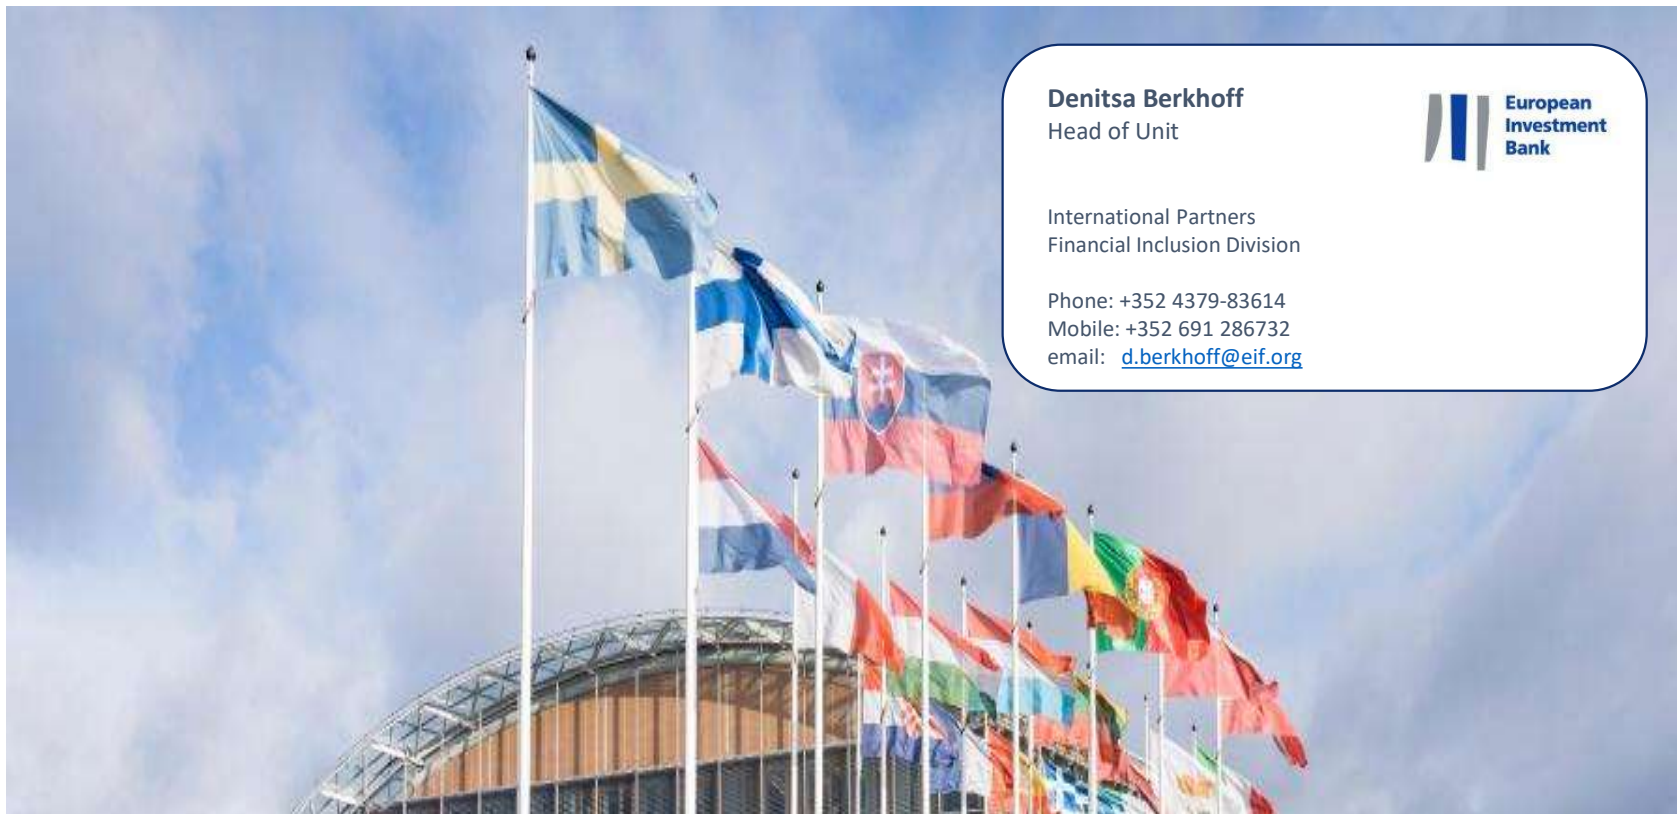 Denitsa Berkhoff
Head of Unit
European
Investment
Bank
International Partners
Financial Inclusion Division
Phone: +352 4379-83614
Mobile: +352 691 286732
email: d.berkhoff@eif.org